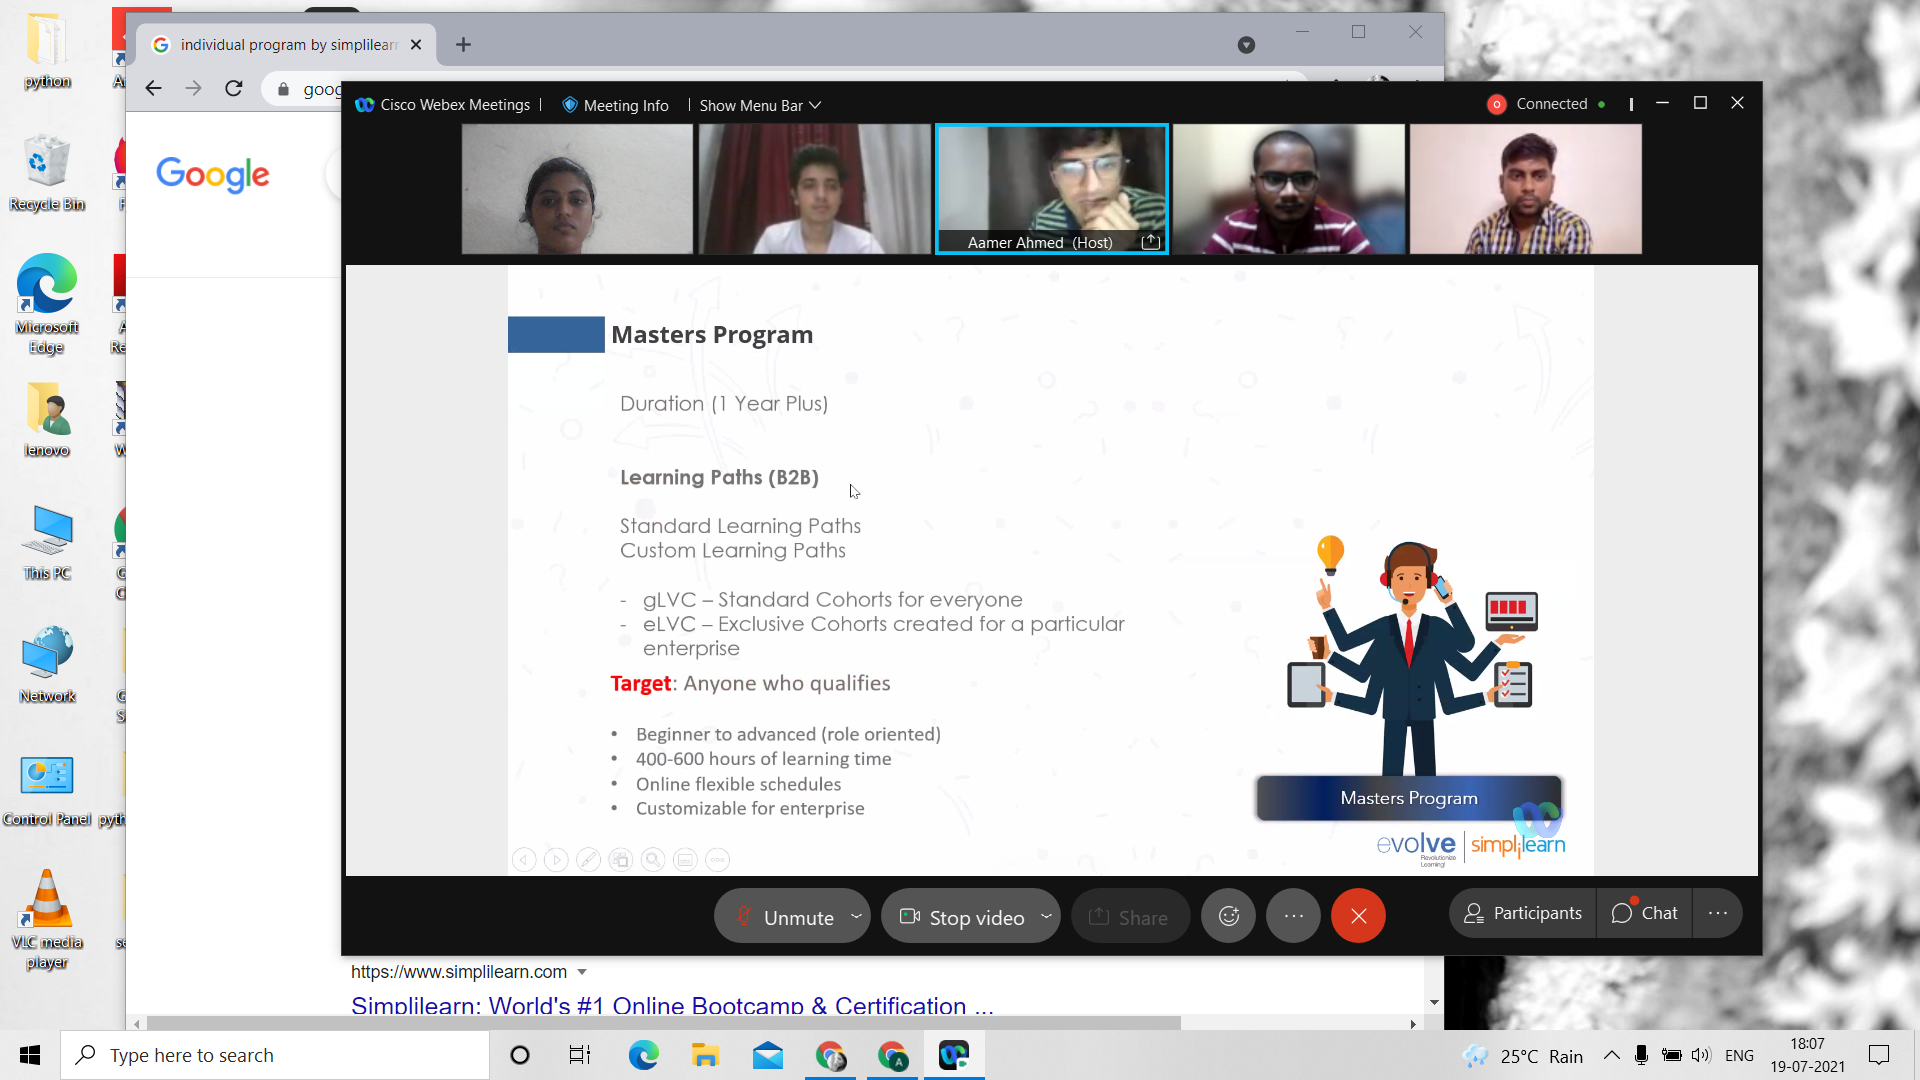 python
Recycle Bin
Microsoft
Edge
lenovo
This PC
Network
Control Panel
VLC media
player
individual program by simplilearn
goog
Google
Cisco Webex Meetings
Meeting Info
Show Menu Bar
Connected
Aamer Ahmed (Host)
Masters Program
Duration (1 Year Plus)
Learning Paths (B2B)
Standard Learning Paths
Custom Learning Paths
- gLVC – Standard Cohorts for everyone
- eLVC – Exclusive Cohorts created for a particular
enterprise
Target: Anyone who qualifies
• Beginner to advanced (role oriented)
• 400-600 hours of learning time
• Online flexible schedules
• Customizable for enterprise
Masters Program
evolve
Revolutionize
Learning!
simplilearn
Unmute
Stop video
Share
Participants
Chat
https://www.simplilearn.com
Simplilearn: World's #1 Online Bootcamp & Certification ...
Type here to search
25°C Rain
ENG
18:07
19-07-2021